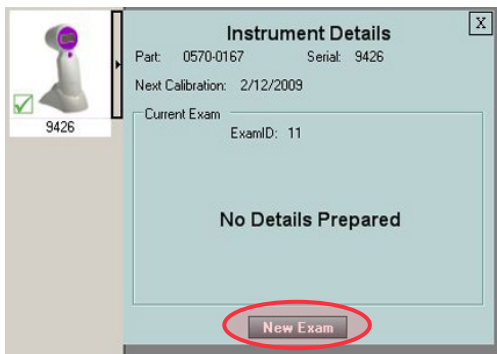 Instrument Details
X
Part: 0570-0167 Serial: 9426
Next Calibration: 2/12/2009
9426
Current Exam
ExamID: 11
No Details Prepared
New Exam